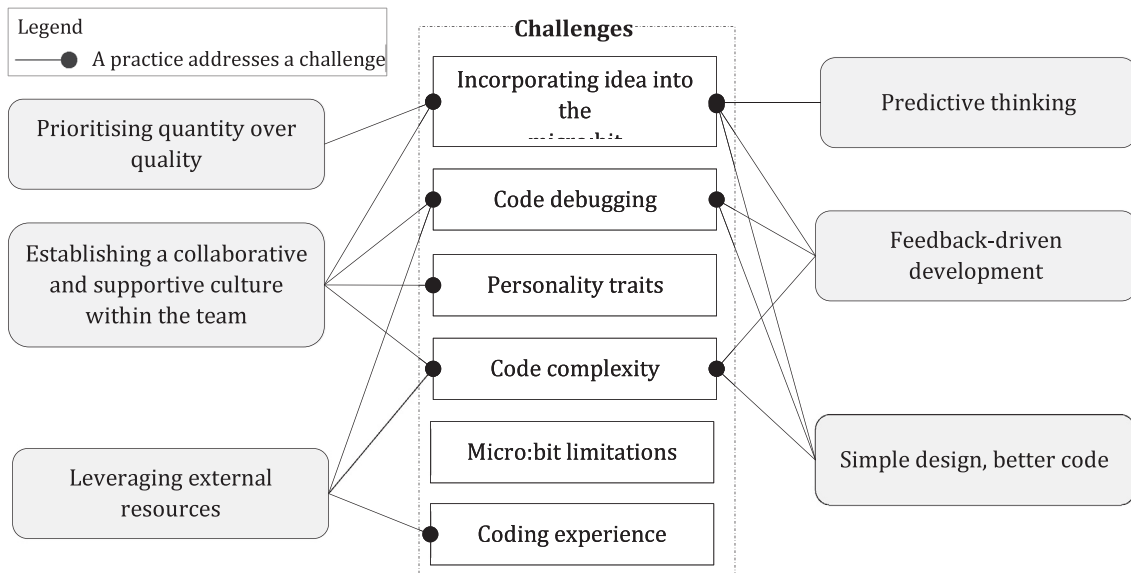 Legend
A practice addresses a challenge
Challenges
Prioritising quantity over
quality
Establishing a collaborative
and supportive culture
within the team
Leveraging external
resources
Incorporating idea into
the
Code debugging
Personality traits
Code complexity
Micro:bit limitations
Coding experience
Predictive thinking
Feedback-driven
development
Simple design, better code